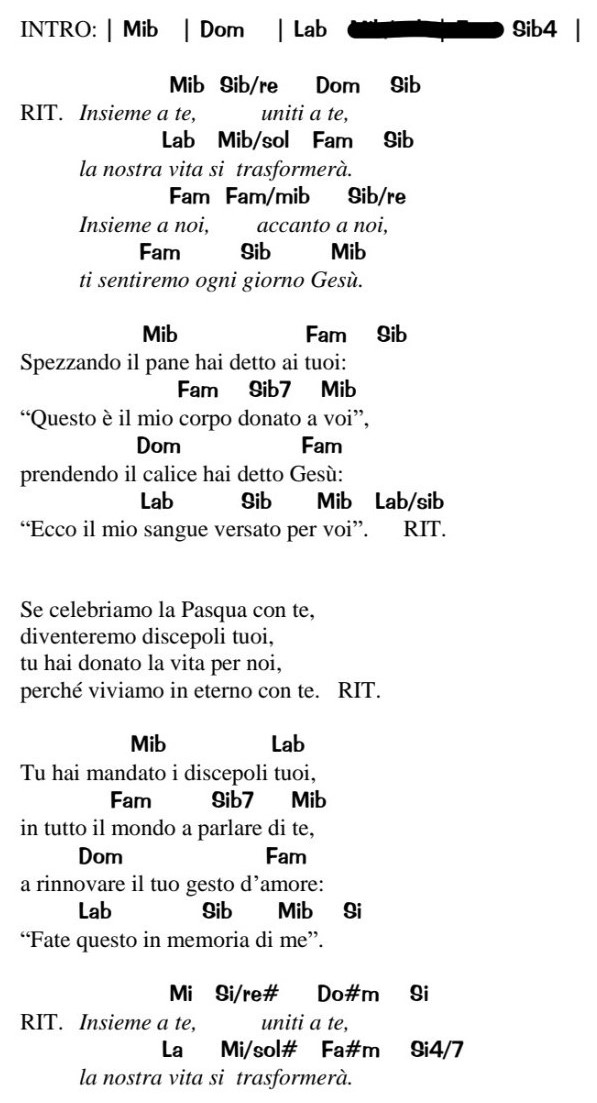 INTRO: | Mib | Dom | Lab Sib4 |
Mib Sib/re Dom Sib
RIT. Insieme a te, uniti a te,
Lab Mib/sol Fam Sib
la nostra vita si trasformerà.
Fam Fam/mib Sib/re
Insieme a noi, accanto a noi,
Fam Sib Mib
ti sentiremo ogni giorno Gesù.
Mib Fam Sib
Spezzando il pane hai detto ai tuoi:
Fam Sib7 Mib
“Questo è il mio corpo donato a voi”,
Dom Fam
prendendo il calice hai detto Gesù:
Lab Sib Mib Lab/sib
“Ecco il mio sangue versato per voi”. RIT.
Se celebriamo la Pasqua con te,
diventeremo discepoli tuoi,
tu hai donato la vita per noi,
perché viviamo in eterno con te. RIT.
Mib Lab
Tu hai mandato i discepoli tuoi,
Fam Sib7 Mib
in tutto il mondo a parlare di te,
Dom Fam
a rinnovare il tuo gesto d’amore:
Lab Sib Mib Si
“Fate questo in memoria di me”.
Mi Si/re# Do#m Si
RIT. Insieme a te, uniti a te,
La Mi/sol# Fa#m Si4/7
la nostra vita si trasformerà.